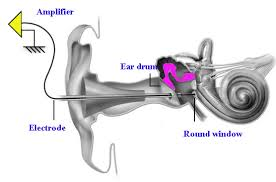 Amplifier
Ear drum
Electrode
Round window